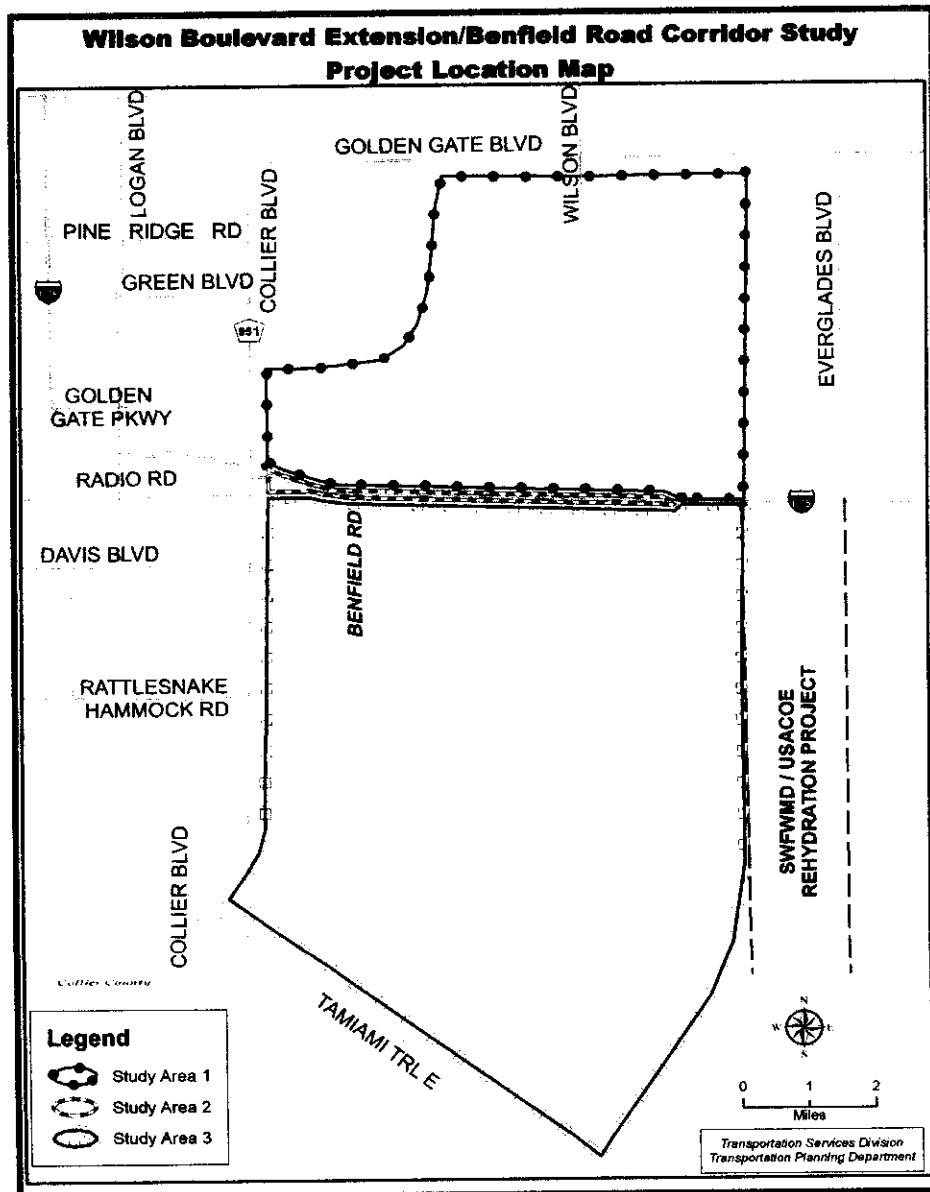 Wilson Boulevard Extension/Benfield Road Corridor Study
Project Location Map
LOGAN BLVD
COLLIER BLVD
GOLDEN GATE BLVD
WILSON BLVD
EVERGLADES BLVD
PINE RIDGE RD
GREEN BLVD
951
GOLDEN
GATE PKWY
RADIO RD
DAVIS BLVD
BENFIELD RD
RATTLESNAKE
HAMMOCK RD
SWFWMD / USACOE
REHYDRATION PROJECT
COLLIER BLVD
TAMIAMI TRL E
Collier County
Legend
Study Area 1
Study Area 2
Study Area 3
N
W E
S
0 1 2
Miles
Transportation Services Division
Transportation Planning Department